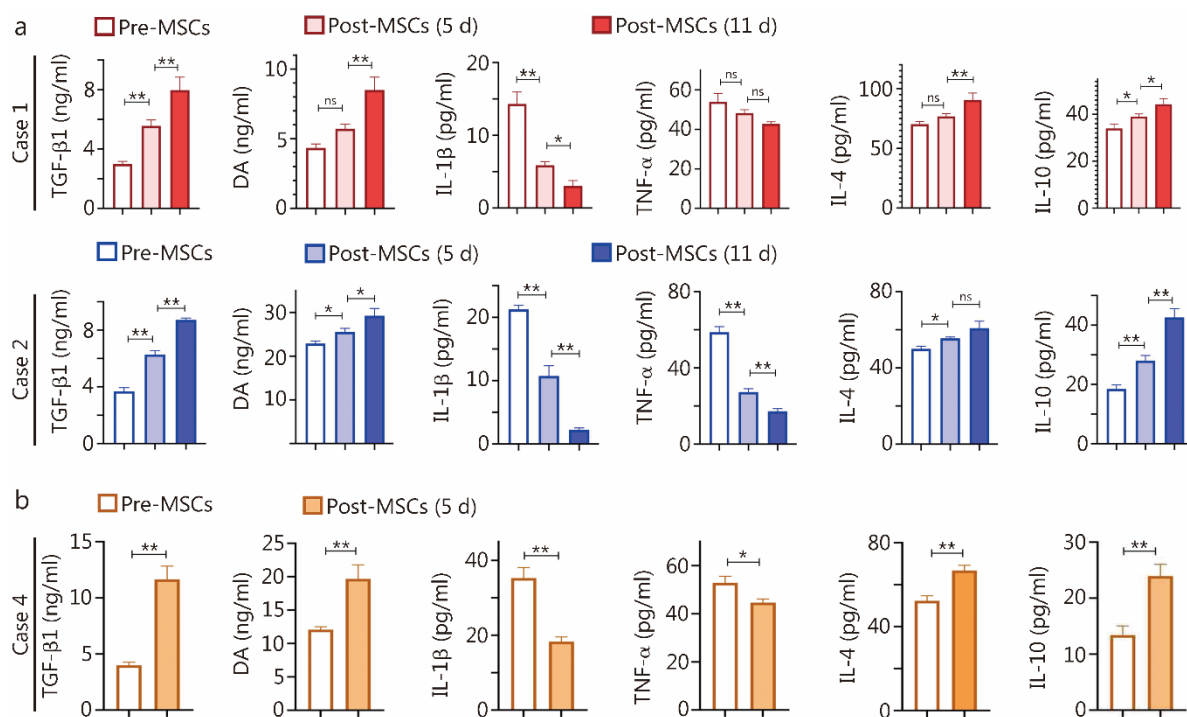 a
Pre-MSCs
Post-MSCs (5 d)
Post-MSCs (11 d)
Case 1
TGF-β1 (ng/ml)
8
4
0
**
**
DA (ng/ml)
10
5
0
ns
**
IL-1β (pg/ml)
20
10
0
**
*
TNF-α (pg/ml)
60
40
20
0
ns
ns
IL-4 (pg/ml)
100
75
50
0
ns
**
IL-10 (pg/ml)
40
20
0
*
*
Pre-MSCs
Post-MSCs (5 d)
Post-MSCs (11 d)
Case 2
TGF-β1 (ng/ml)
8
4
0
**
**
DA (ng/ml)
30
20
10
*
*
IL-1β (pg/ml)
20
10
0
**
**
TNF-α (pg/ml)
80
40
0
**
**
IL-4 (pg/ml)
80
40
0
*
ns
IL-10 (pg/ml)
40
20
0
**
**
b
Pre-MSCs
Post-MSCs (5 d)
Case 4
TGF-β1 (ng/ml)
15
10
5
0
**
DA (ng/ml)
25
20
15
10
5
0
**
IL-1β (pg/ml)
40
20
0
**
TNF-α (pg/ml)
60
40
20
0
*
IL-4 (pg/ml)
80
40
0
**
IL-10 (pg/ml)
30
20
10
0
**